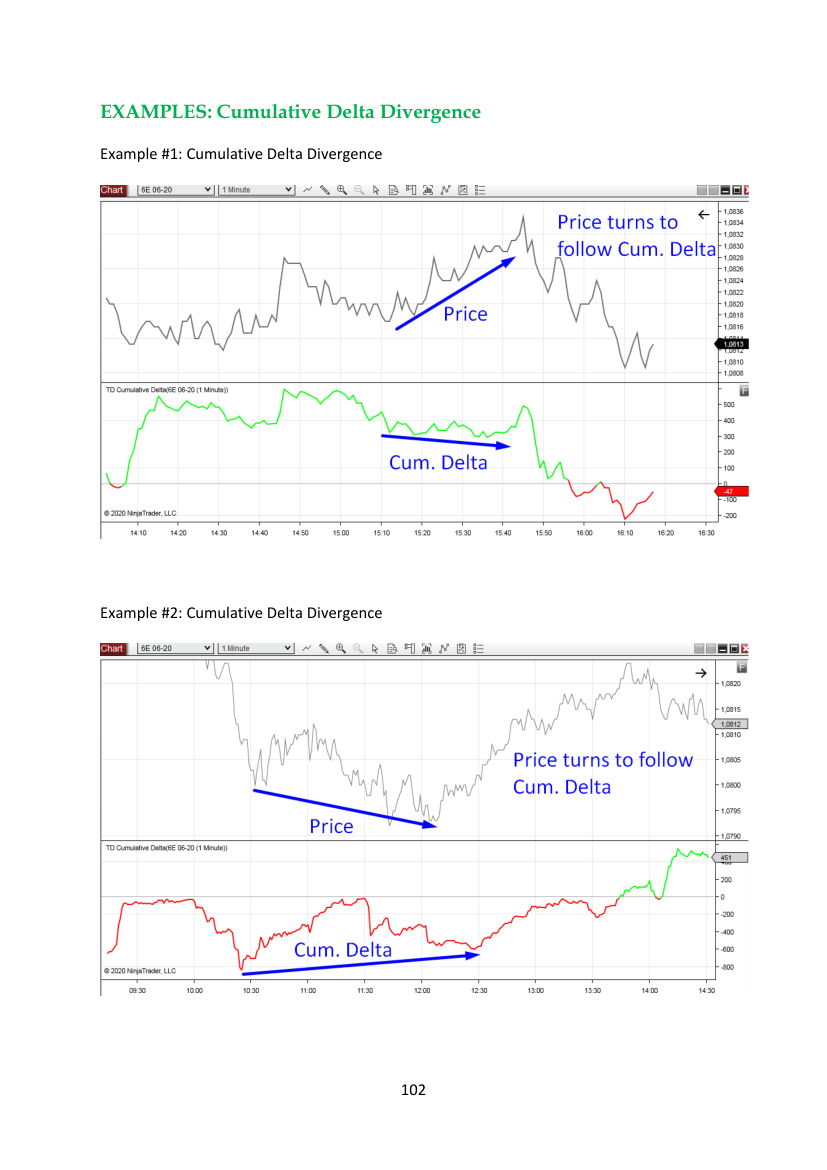 EXAMPLES: Cumulative Delta Divergence
Example #1: Cumulative Delta Divergence
Chart 6E 06-20 1 Minute
Price turns to
follow Cum. Delta
Price
1,0836
1,0834
1,0832
1,0830
1,0828
1,0826
1,0824
1,0822
1,0820
1,0818
1,0816
1,0813
1,0812
1,0810
1,0808
TD Cumulative Delta(6E 06-20 (1 Minute))
F
Cum. Delta
500
400
300
200
100
0
-47
-100
-200
© 2020 NinjaTrader, LLC
14:10 14:20 14:30 14:40 14:50 15:00 15:10 15:20 15:30 15:40 15:50 16:00 16:10 16:20 16:30
Example #2: Cumulative Delta Divergence
Chart 6E 06-20 1 Minute
F
1,0820
1,0815
1,0812
1,0810
1,0805
1,0800
1,0795
1,0790
Price turns to follow
Cum. Delta
Price
TD Cumulative Delta(6E 06-20 (1 Minute))
451
200
0
-200
-400
-600
-800
Cum. Delta
© 2020 NinjaTrader, LLC
09:30 10:00 10:30 11:00 11:30 12:00 12:30 13:00 13:30 14:00 14:30
102